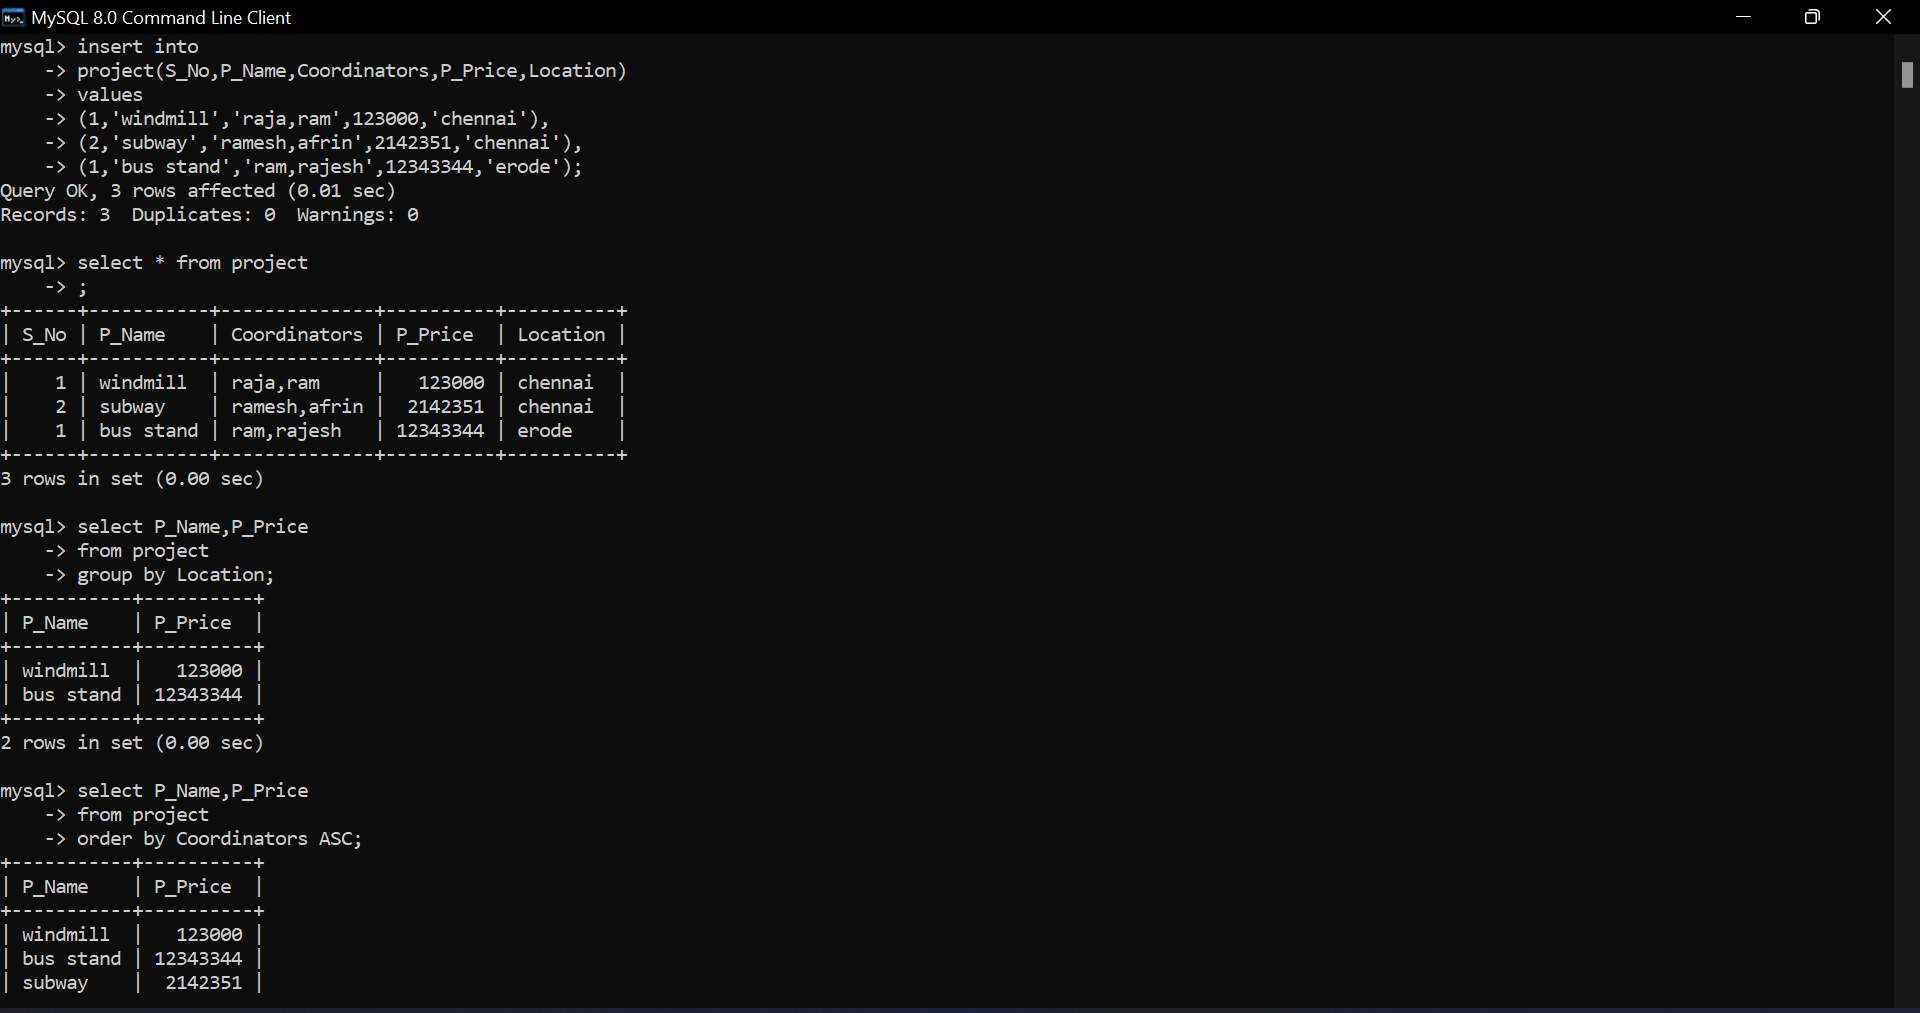 MySQL 8.0 Command Line Client
mysql> insert into
    -> project(S_No,P_Name,Coordinators,P_Price,Location)
    -> values
    -> (1,'windmill','raja,ram',123000,'chennai'),
    -> (2,'subway','ramesh,afrin',2142351,'chennai'),
    -> (1,'bus stand','ram,rajesh',12343344,'erode');
Query OK, 3 rows affected (0.01 sec)
Records: 3  Duplicates: 0  Warnings: 0

mysql> select * from project
    -> ;
+------+-----------+--------------+----------+----------+
| S_No | P_Name    | Coordinators | P_Price  | Location |
+------+-----------+--------------+----------+----------+
|    1 | windmill  | raja,ram     |   123000 | chennai  |
|    2 | subway    | ramesh,afrin |  2142351 | chennai  |
|    1 | bus stand | ram,rajesh   | 12343344 | erode    |
+------+-----------+--------------+----------+----------+
3 rows in set (0.00 sec)

mysql> select P_Name,P_Price
    -> from project
    -> group by Location;
+-----------+----------+
| P_Name    | P_Price  |
+-----------+----------+
| windmill  |   123000 |
| bus stand | 12343344 |
+-----------+----------+
2 rows in set (0.00 sec)

mysql> select P_Name,P_Price
    -> from project
    -> order by Coordinators ASC;
+-----------+----------+
| P_Name    | P_Price  |
+-----------+----------+
| windmill  |   123000 |
| bus stand | 12343344 |
| subway    |  2142351 |